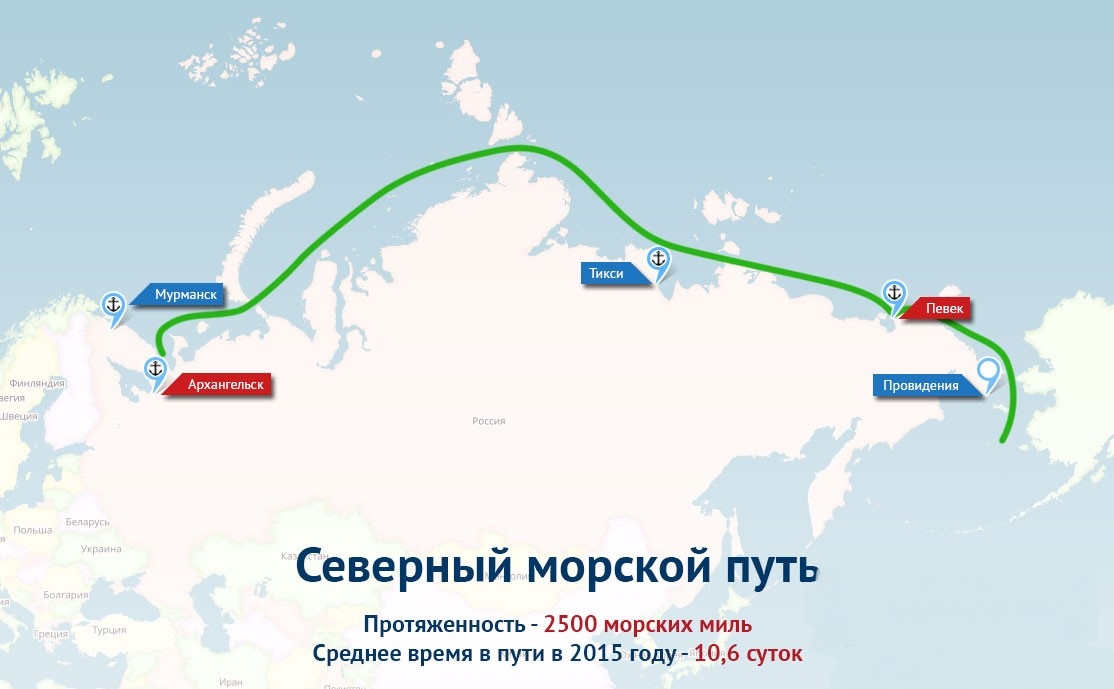 Мурманск
Тикси
Певек
Архангельск
Провидения
Финляндия
Швеция
Россия
Польша
Беларусь
Украина
Казахстан
Болгария
Греция
Турция
Иран
Северный морской путь
Протяженность - 2500 морских миль
Среднее время в пути в 2015 году - 10,6 суток